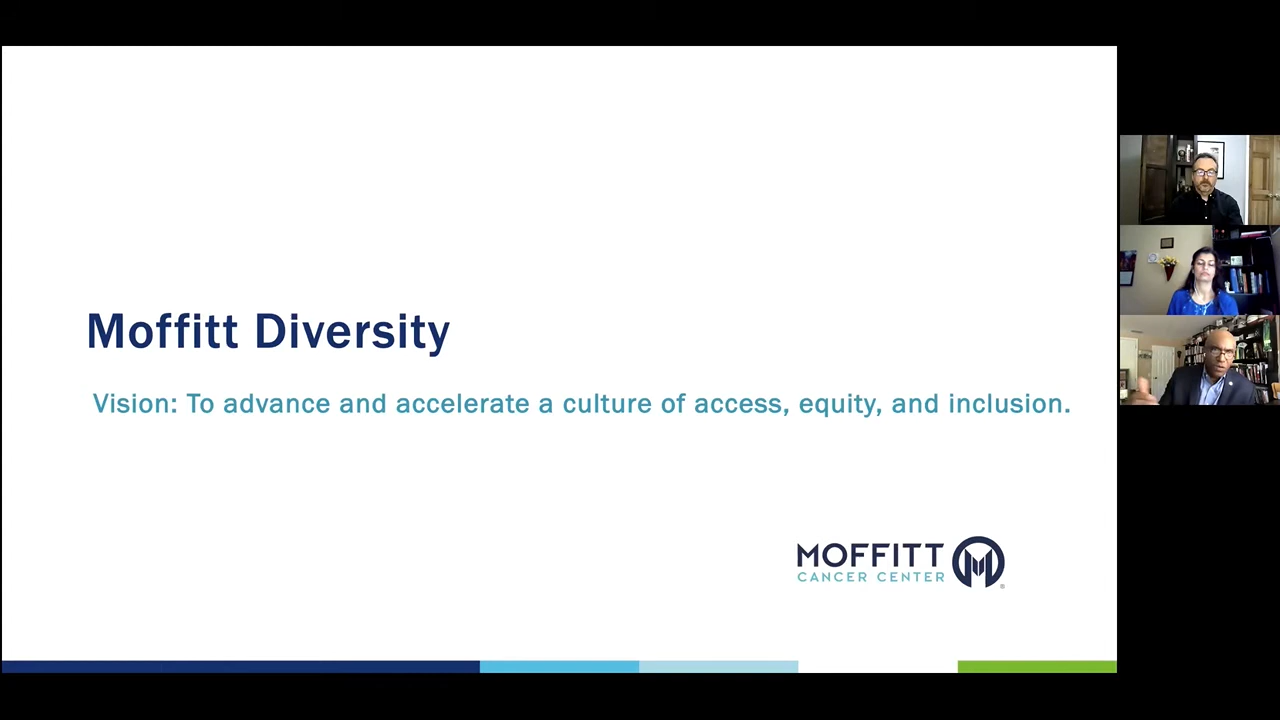 Moffitt Diversity
Vision: To advance and accelerate a culture of access, equity, and inclusion.
MOFFITT
CANCER CENTER
®